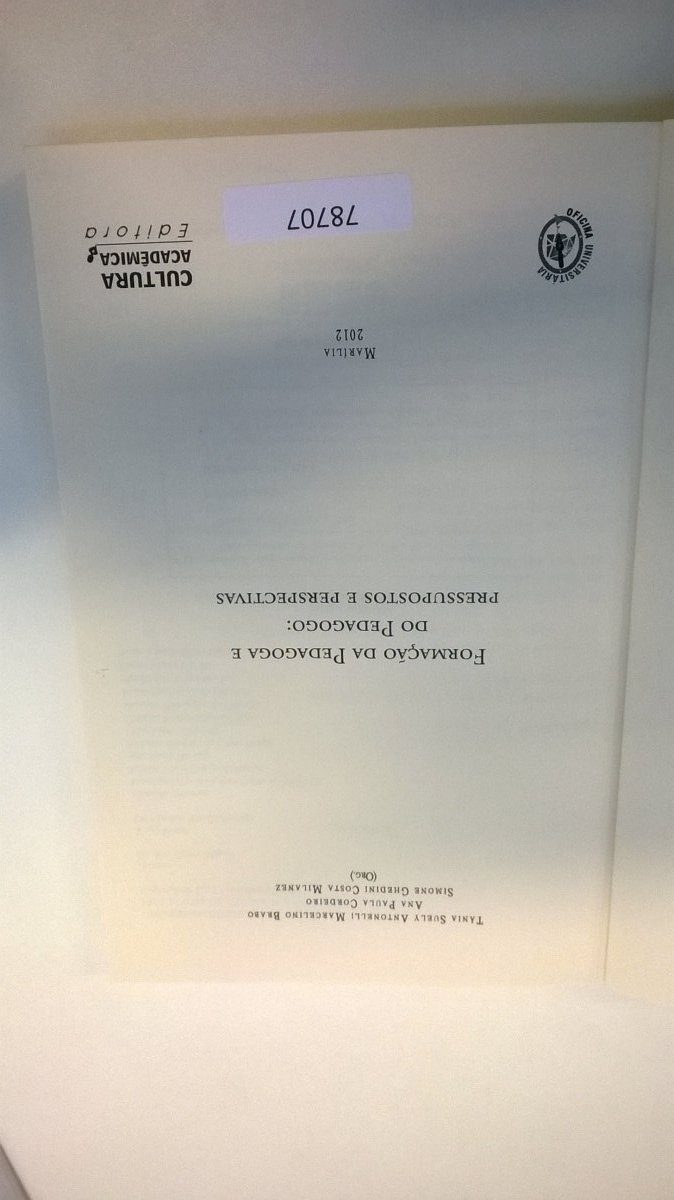 Tania Suely Antonelli Marcelino Brabo
Ana Paula Cordeiro
Simone Ghedini Costa Milanez
(Org.)
Formação da Pedagoga e
do Pedagogo:
pressupostos e perspectivas
Marília
2012
OFICINA UNIVERSITÁRIA
78707
CULTURA
ACADÊMICA
Editora